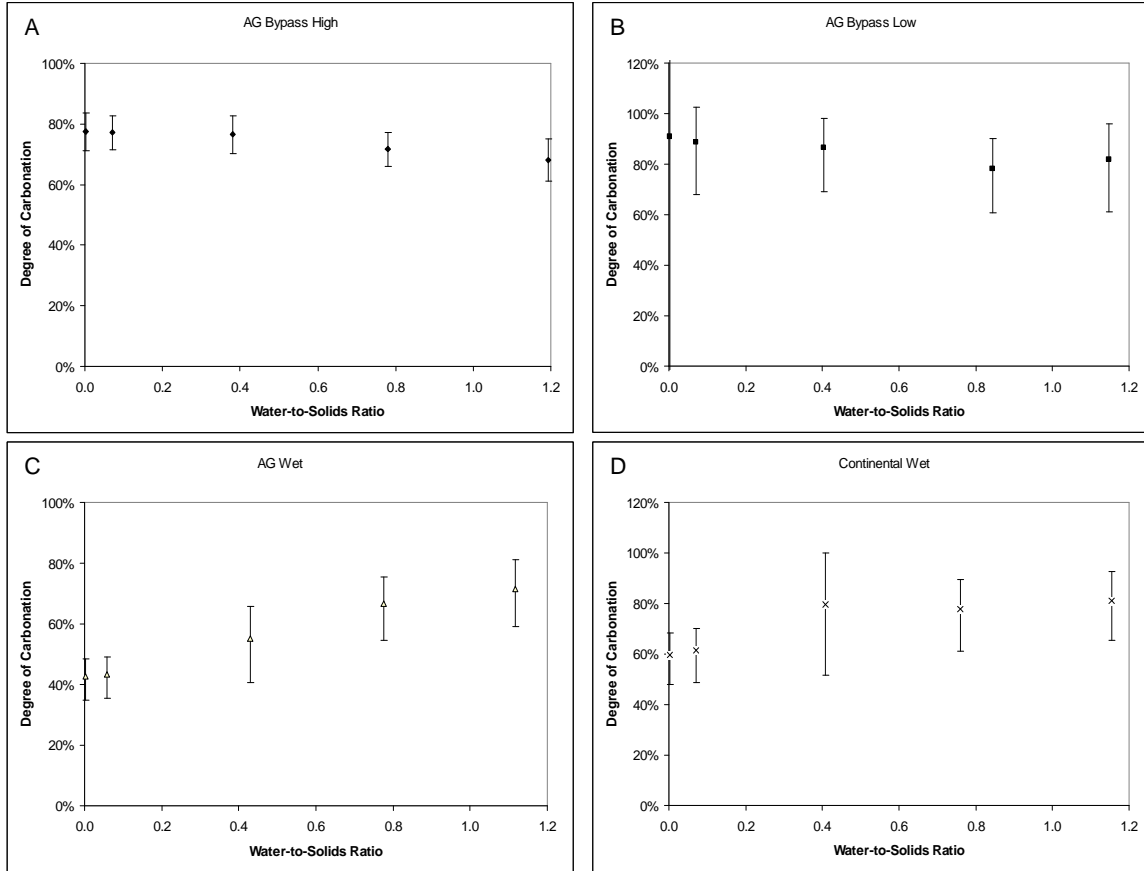 A
AG Bypass High
100%
80%
60%
40%
20%
0%
Degree of Carbonation
0.0 0.2 0.4 0.6 0.8 1.0 1.2
Water-to-Solids Ratio
B
AG Bypass Low
120%
100%
80%
60%
40%
20%
0%
Degree of Carbonation
0.0 0.2 0.4 0.6 0.8 1.0 1.2
Water-to-Solids Ratio
C
AG Wet
100%
80%
60%
40%
20%
0%
Degree of Carbonation
0.0 0.2 0.4 0.6 0.8 1.0 1.2
Water-to-Solids Ratio
D
Continental Wet
120%
100%
80%
60%
40%
20%
0%
Degree of Carbonation
0.0 0.2 0.4 0.6 0.8 1.0 1.2
Water-to-Solids Ratio